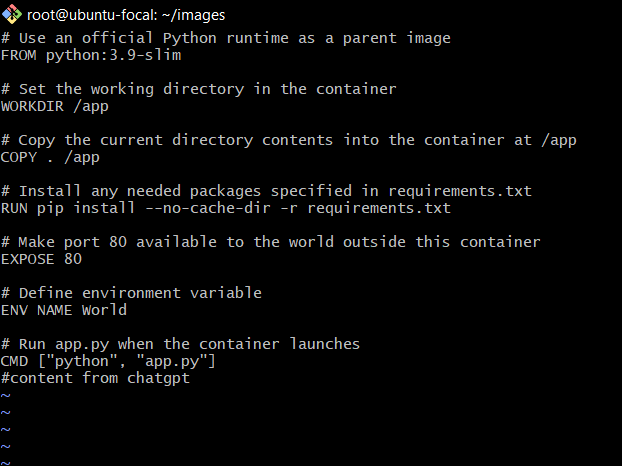 root@ubuntu-focal: ~/images
# Use an official Python runtime as a parent image
FROM python:3.9-slim

# Set the working directory in the container
WORKDIR /app

# Copy the current directory contents into the container at /app
COPY . /app

# Install any needed packages specified in requirements.txt
RUN pip install --no-cache-dir -r requirements.txt

# Make port 80 available to the world outside this container
EXPOSE 80

# Define environment variable
ENV NAME World

# Run app.py when the container launches
CMD ["python", "app.py"]
#content from chatgpt
~
~
~
~
~